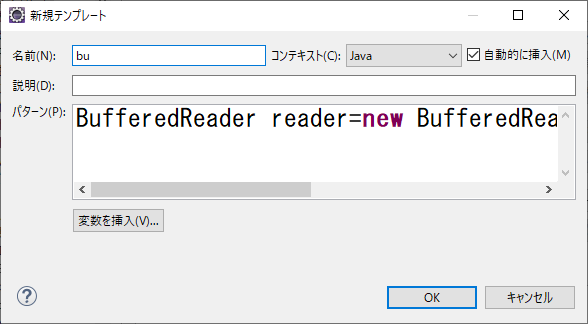 新規テンプレート
名前(N): bu コンテキスト(C): Java 自動的に挿入(M)
説明(D):
パターン(P): BufferedReader reader=new BufferedRea
変数を挿入(V)...
? OK キャンセル